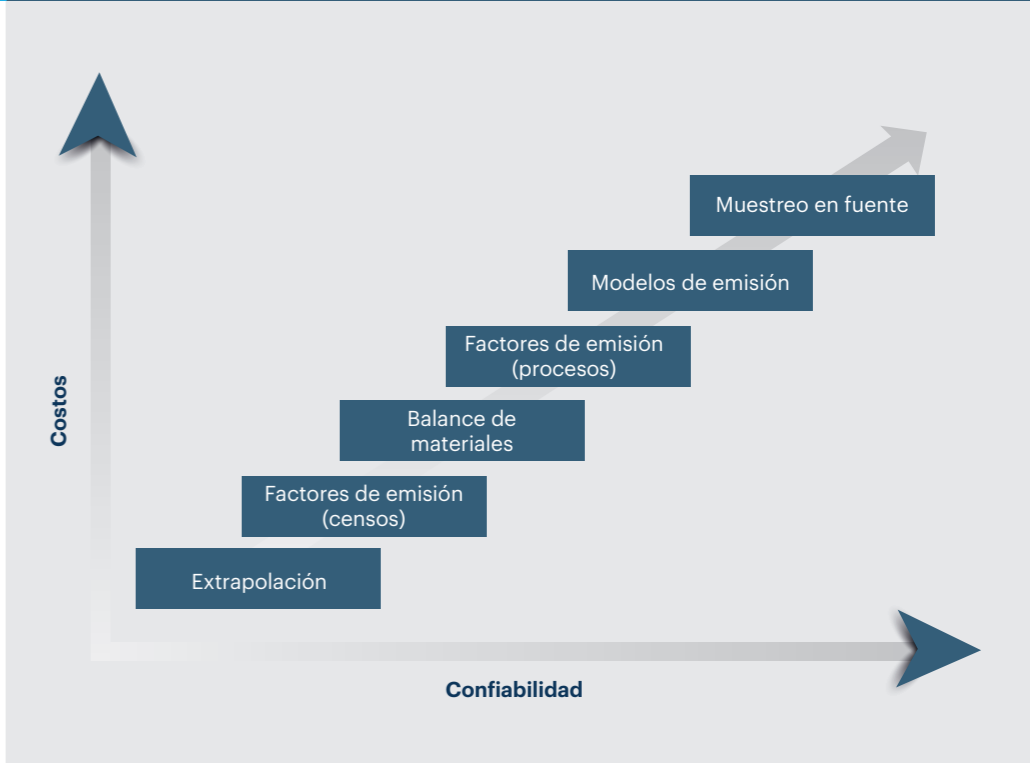 Muestreo en fuente
Modelos de emisión
Factores de emisión
(procesos)
Balance de
materiales
Factores de emisión
(censos)
Extrapolación
Costos
Confiabilidad